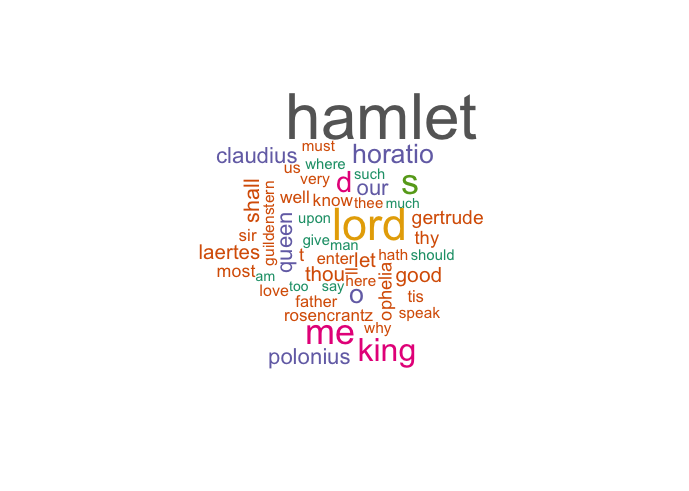 hamlet
must
claudius
horatio
where
us
such
very
d
our
s
shall
guildenstern
well
know
thee
much
upon
lord
gertrude
queen
sir
give
man
thy
laertes
t
enter
let
hath
should
most
am
thou
ll
here
ophelia
good
love
too
say
o
tis
father
rosencrantz
speak
me
why
polonius
king